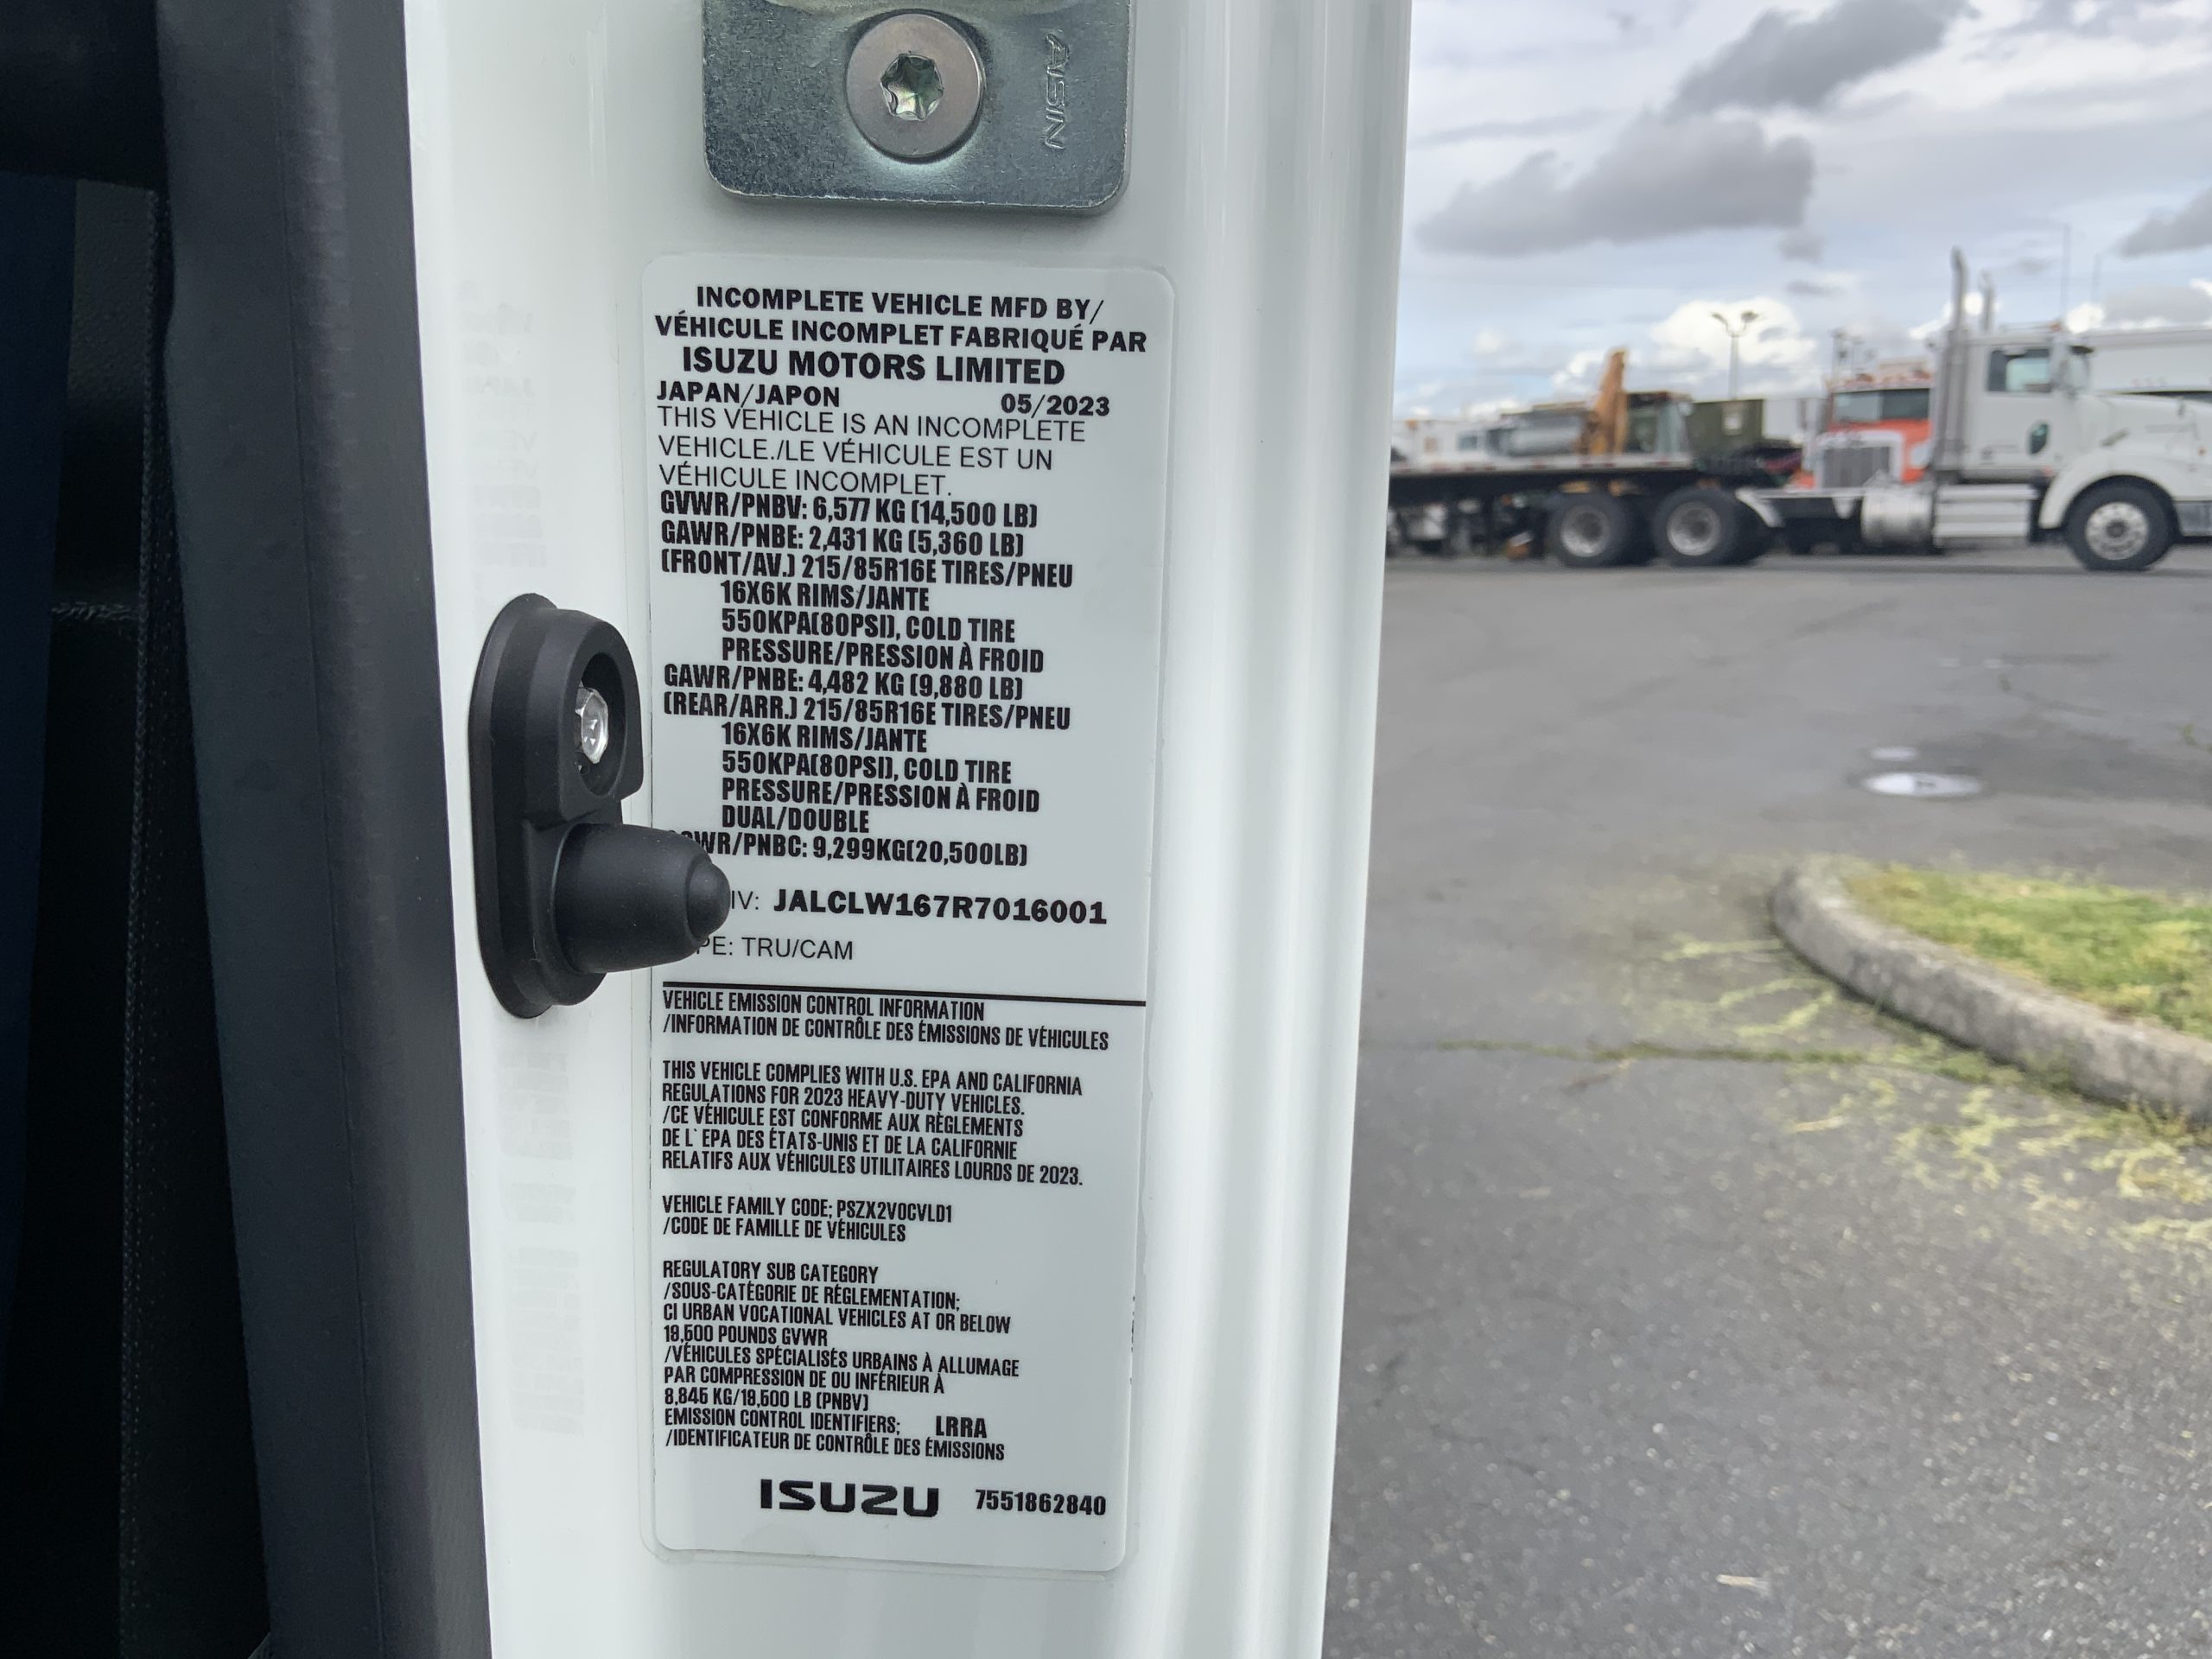 AISIN
INCOMPLETE VEHICLE MFD BY/
VÉHICULE INCOMPLET FABRIQUÉ PAR
ISUZU MOTORS LIMITED
JAPAN/JAPON 05/2023
THIS VEHICLE IS AN INCOMPLETE
VEHICLE./LE VÉHICULE EST UN
VÉHICULE INCOMPLET.
GVWR/PNBV: 6,577 KG (14,500 LB)
GAWR/PNBE: 2,431 KG (5,360 LB)
(FRONT/AV.) 215/85R16E TIRES/PNEU
16X6K RIMS/JANTE
550KPA(80PSI), COLD TIRE
PRESSURE/PRESSION À FROID
GAWR/PNBE: 4,482 KG (9,880 LB)
(REAR/ARR.) 215/85R16E TIRES/PNEU
16X6K RIMS/JANTE
550KPA(80PSI), COLD TIRE
PRESSURE/PRESSION À FROID
DUAL/DOUBLE
WR/PNBC: 9,299KG(20,500LB)
IV: JALCLW167R7016001
PE: TRU/CAM
VEHICLE EMISSION CONTROL INFORMATION
/INFORMATION DE CONTRÔLE DES ÉMISSIONS DE VÉHICULES
THIS VEHICLE COMPLIES WITH U.S. EPA AND CALIFORNIA
REGULATIONS FOR 2023 HEAVY-DUTY VEHICLES.
/CE VÉHICULE EST CONFORME AUX RÈGLEMENTS
DE L' EPA DES ÉTATS-UNIS ET DE LA CALIFORNIE
RELATIFS AUX VÉHICULES UTILITAIRES LOURDS DE 2023.
VEHICLE FAMILY CODE; PSZX2VOCVLD1
/CODE DE FAMILLE DE VÉHICULES
REGULATORY SUB CATEGORY
/SOUS-CATÉGORIE DE RÉGLEMENTATION;
CI URBAN VOCATIONAL VEHICLES AT OR BELOW
19,500 POUNDS GVWR
/VÉHICULES SPÉCIALISÉS URBAINS À ALLUMAGE
PAR COMPRESSION DE OU INFÉRIEUR À
8,845 KG/19,500 LB (PNBV)
EMISSION CONTROL IDENTIFIERS; LRRA
/IDENTIFICATEUR DE CONTRÔLE DES ÉMISSIONS
ISUZU 7551862840